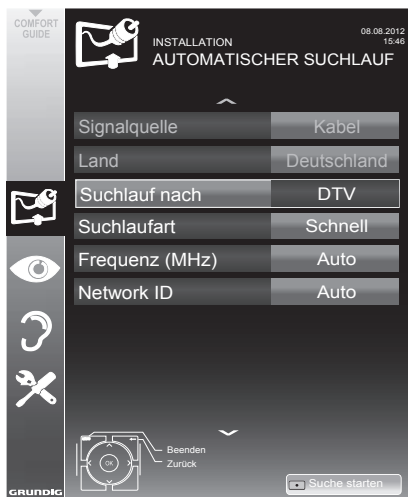 COMFORT
GUIDE
INSTALLATION
AUTOMATISCHER SUCHLAUF
08.08.2012
15:46
Signalquelle Kabel
Land Deutschland
Suchlauf nach DTV
Suchlaufart Schnell
Frequenz (MHz) Auto
Network ID Auto
OK
Beenden
Zurück
Suche starten
GRUNDIG